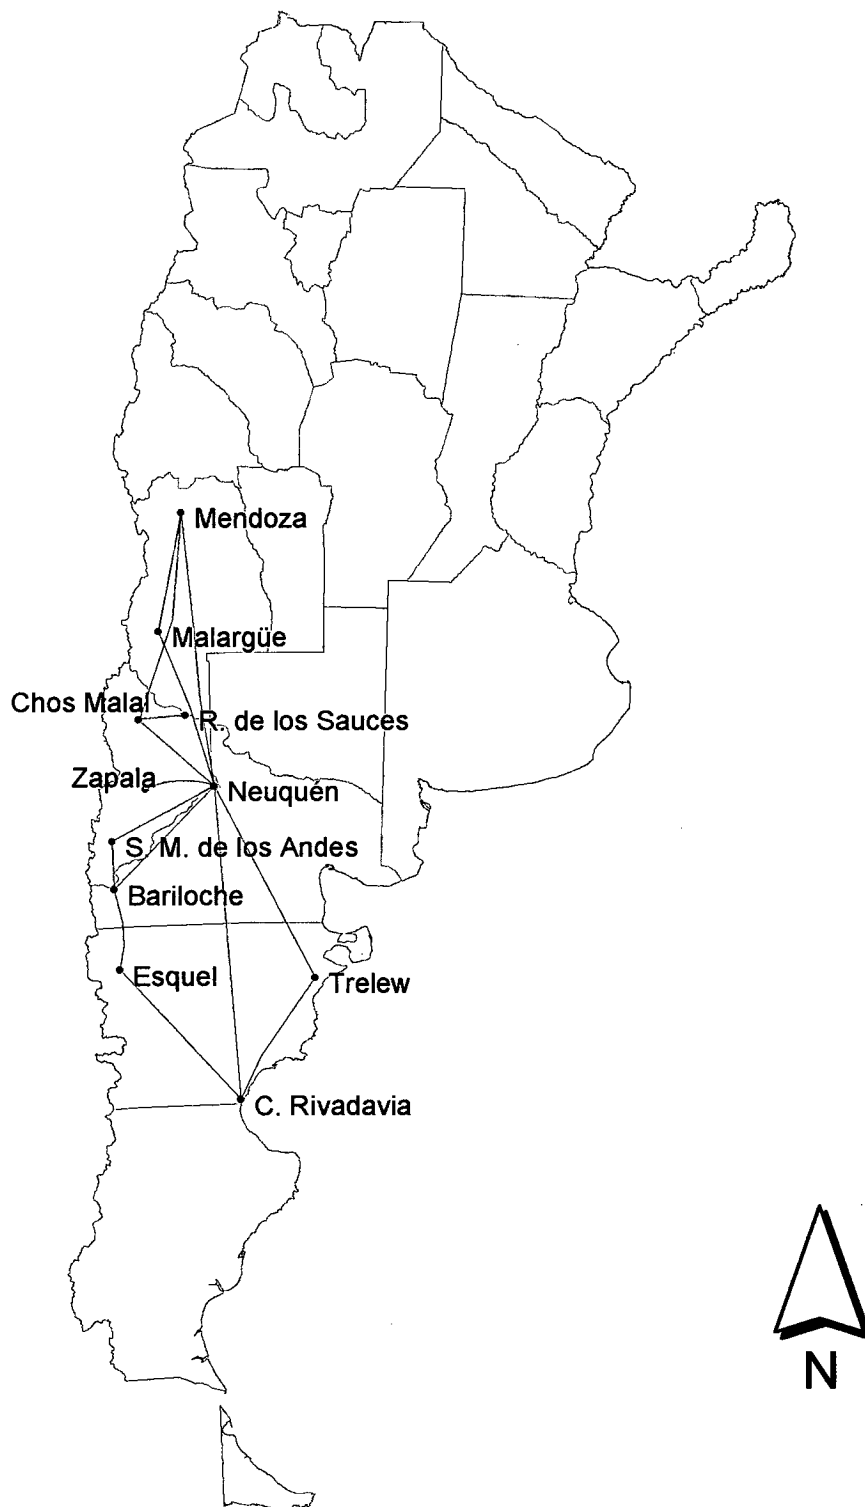 Mendoza
Malargüe
Chos Malal
R. de los Sauces
Zapala
Neuquén
S. M. de los Andes
Bariloche
Esquel
Trelew
C. Rivadavia
N